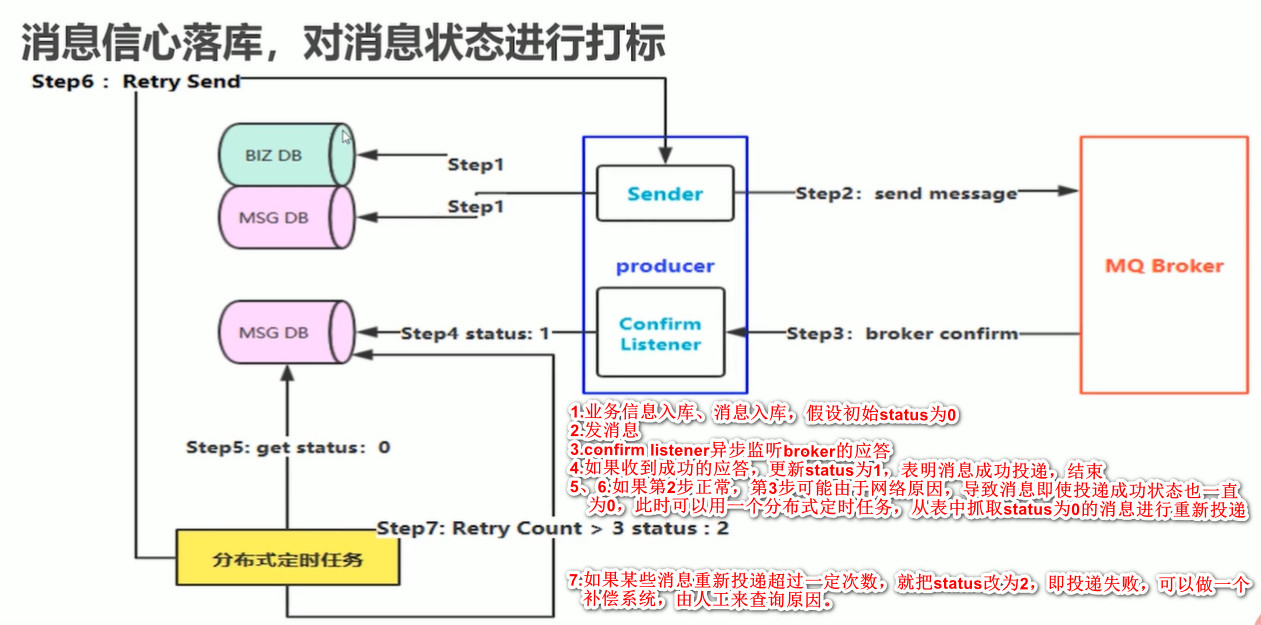 消息信心落库，对消息状态进行打标
Step6 : Retry Send
BIZ DB
Step1
MSG DB
Step1
Sender
Step2: send message
producer
MQ Broker
MSG DB
Step4 status: 1
Confirm
Listener
Step3: broker confirm
1.业务信息入库、消息入库，假设初始status为0
2.发消息
3.confirm listener异步监听broker的应答
4.如果收到成功的应答，更新status为1，表明消息成功投递，结束
5、6:如果第2步正常，第3步可能由于网络原因，导致消息即使投递成功状态也一直
为0，此时可以用一个分布式定时任务，从表中抓取status为0的消息进行重新投递
Step5: get status: 0
Step7: Retry Count > 3 status : 2
分布式定时任务
7:如果某些消息重新投递超过一定次数，就把status改为2，即投递失败，可以做一个
补偿系统，由人工来查询原因。